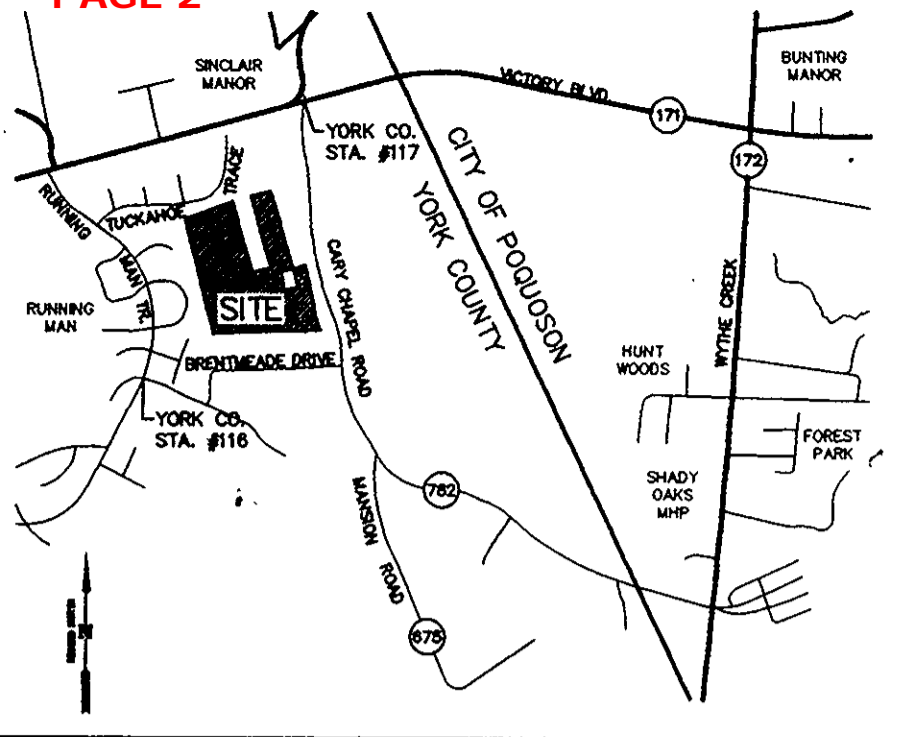 PAGE 2
SINCLAIR
MANOR
VICTORY BLVD
171
BUNTING
MANOR
YORK CO.
STA. #117
172
CITY OF POQUOSON
YORK COUNTY
RUNNING
MAN TR.
TUCKAHOE
TRACE
SITE
CARY CHAPEL ROAD
RUNNING
MAN
BRENTMEADE DRIVE
WYTHE CREEK
HUNT
WOODS
YORK CO.
STA. #116
FOREST
PARK
SHADY
OAKS
MHP
782
MANSION ROAD
675
N